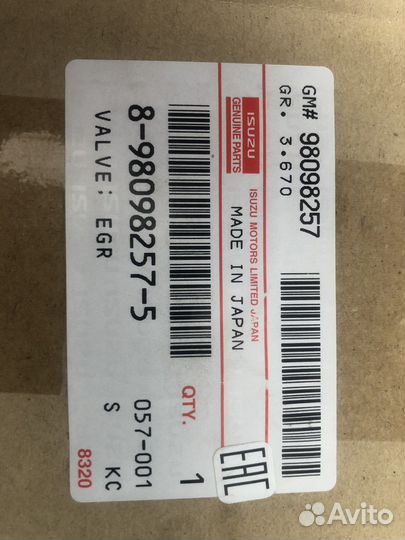 GM# 98098257
GR. 3.670
ISUZU
GENUINE PARTS
ISUZU MOTORS LIMITED JAPAN
MADE IN JAPAN
8-98098257-5
VALVE; EGR
QTY.
1
057-001
S KC
8320
EAC
Avito